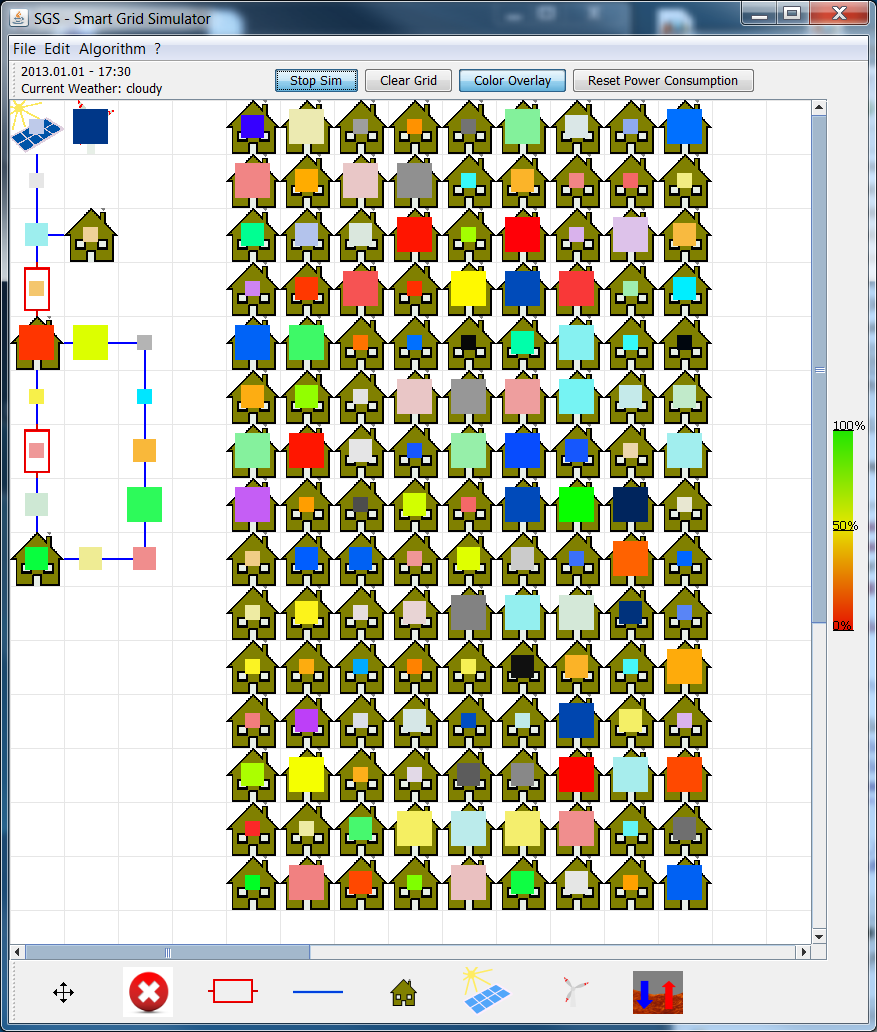 SGS - Smart Grid Simulator
File Edit Algorithm ?
2013.01.01 - 17:30
Current Weather: cloudy
Stop Sim
Clear Grid
Color Overlay
Reset Power Consumption
100%
50%
0%